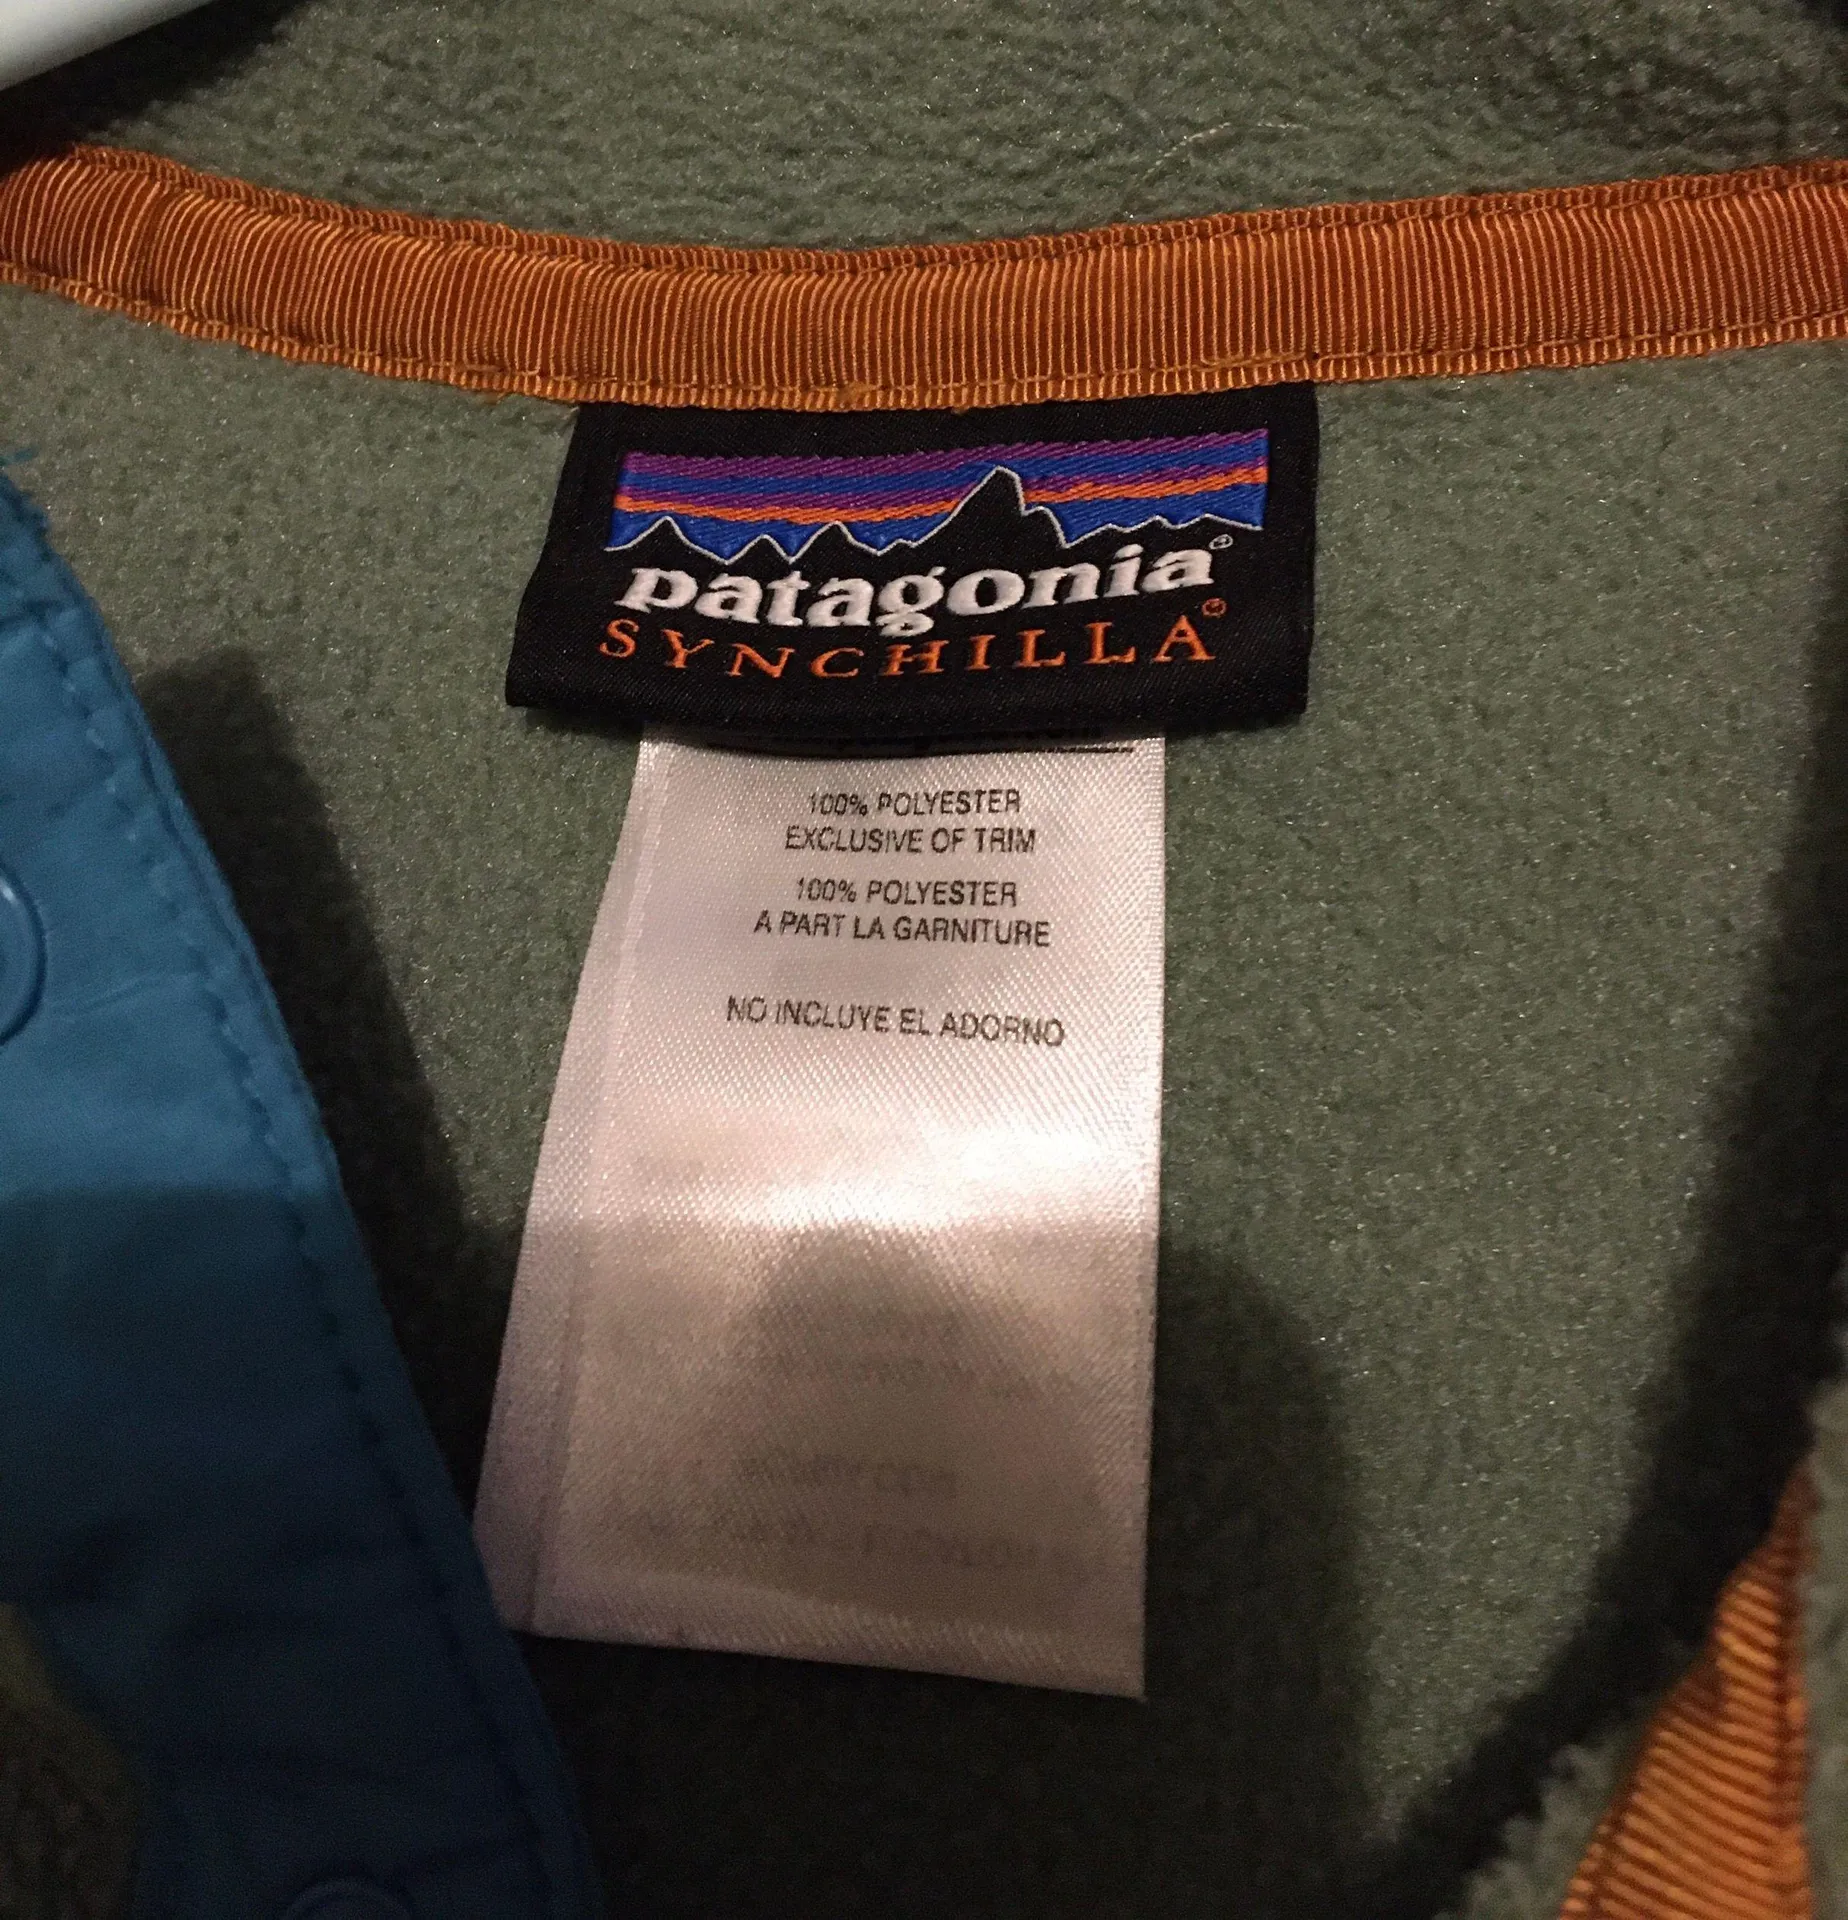 patagonia®
SYNCHILLA®
100% POLYESTER
EXCLUSIVE OF TRIM
100% POLYESTER
A PART LA GARNITURE
NO INCLUYE EL ADORNO